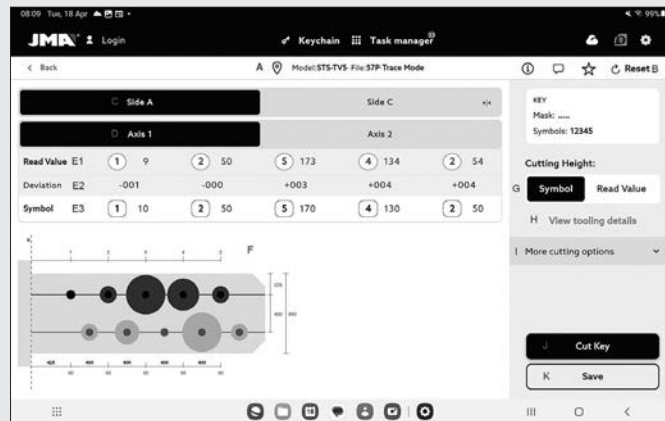 08:09 Tue, 18 Apr
99%
JMA Login Keychain Task manager
< Back A Model:STS-TV5- File:57P-Trace Mode Reset B
C Side A Side C
D Axis 1 Axis 2
Read Value E1 1 9 2 50 5 173 4 134 2 54
Deviation E2 -001 -000 +003 +004 +004
Symbol E3 1 10 2 50 5 170 4 130 2 50
F
KEY
Mask: .....
Symbols: 12345
Cutting Height:
G Symbol Read Value
H View tooling details
I More cutting options
J Cut Key
K Save